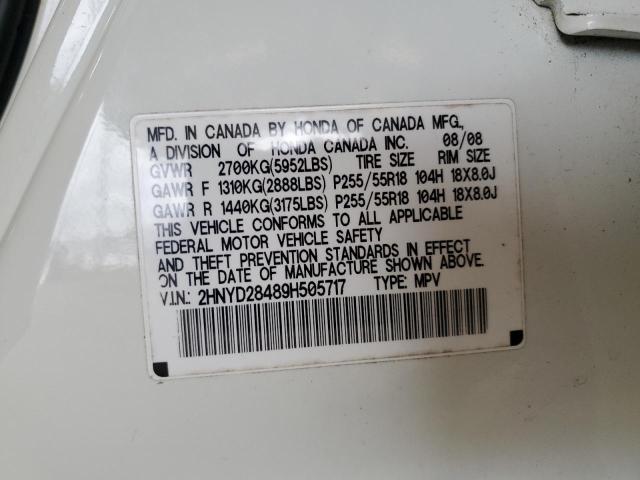 MFD. IN CANADA BY HONDA OF CANADA MFG.,
A DIVISION OF HONDA CANADA INC. 08/08
GVWR 2700KG(5952LBS) TIRE SIZE RIM SIZE
GAWR F 1310KG(2888LBS) P255/55R18 104H 18X8.0J
GAWR R 1440KG(3175LBS) P255/55R18 104H 18X8.0J
THIS VEHICLE CONFORMS TO ALL APPLICABLE
FEDERAL MOTOR VEHICLE SAFETY
AND THEFT PREVENTION STANDARDS IN EFFECT
ON THE DATE OF MANUFACTURE SHOWN ABOVE.
V.I.N.: 2HNYD28489H505717 TYPE: MPV